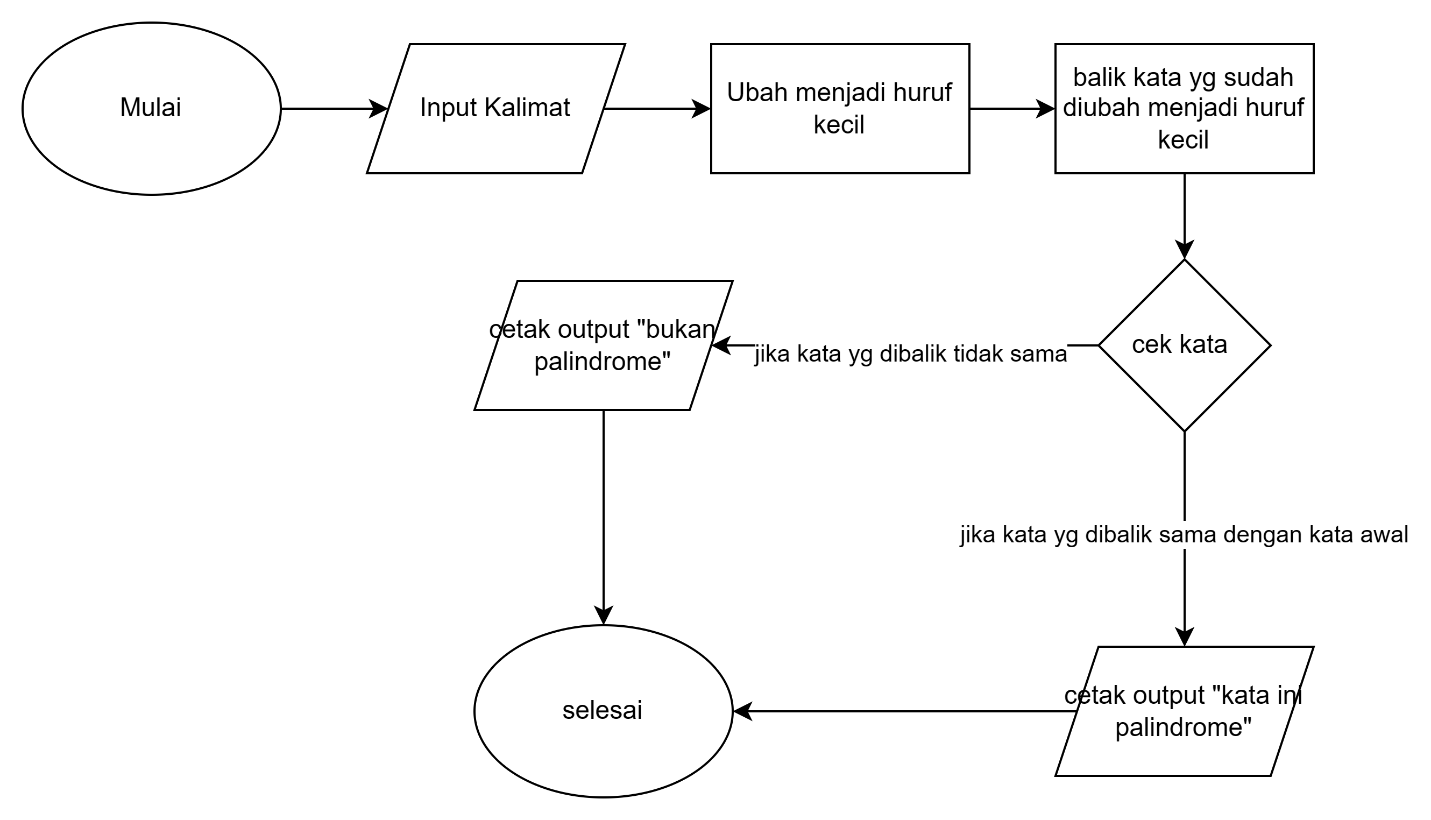 Mulai
Input Kalimat
Ubah menjadi huruf
kecil
balik kata yg sudah
diubah menjadi huruf
kecil
cek kata
jika kata yg dibalik tidak sama
cetak output "bukan
palindrome"
jika kata yg dibalik sama dengan kata awal
cetak output "kata ini
palindrome"
selesai